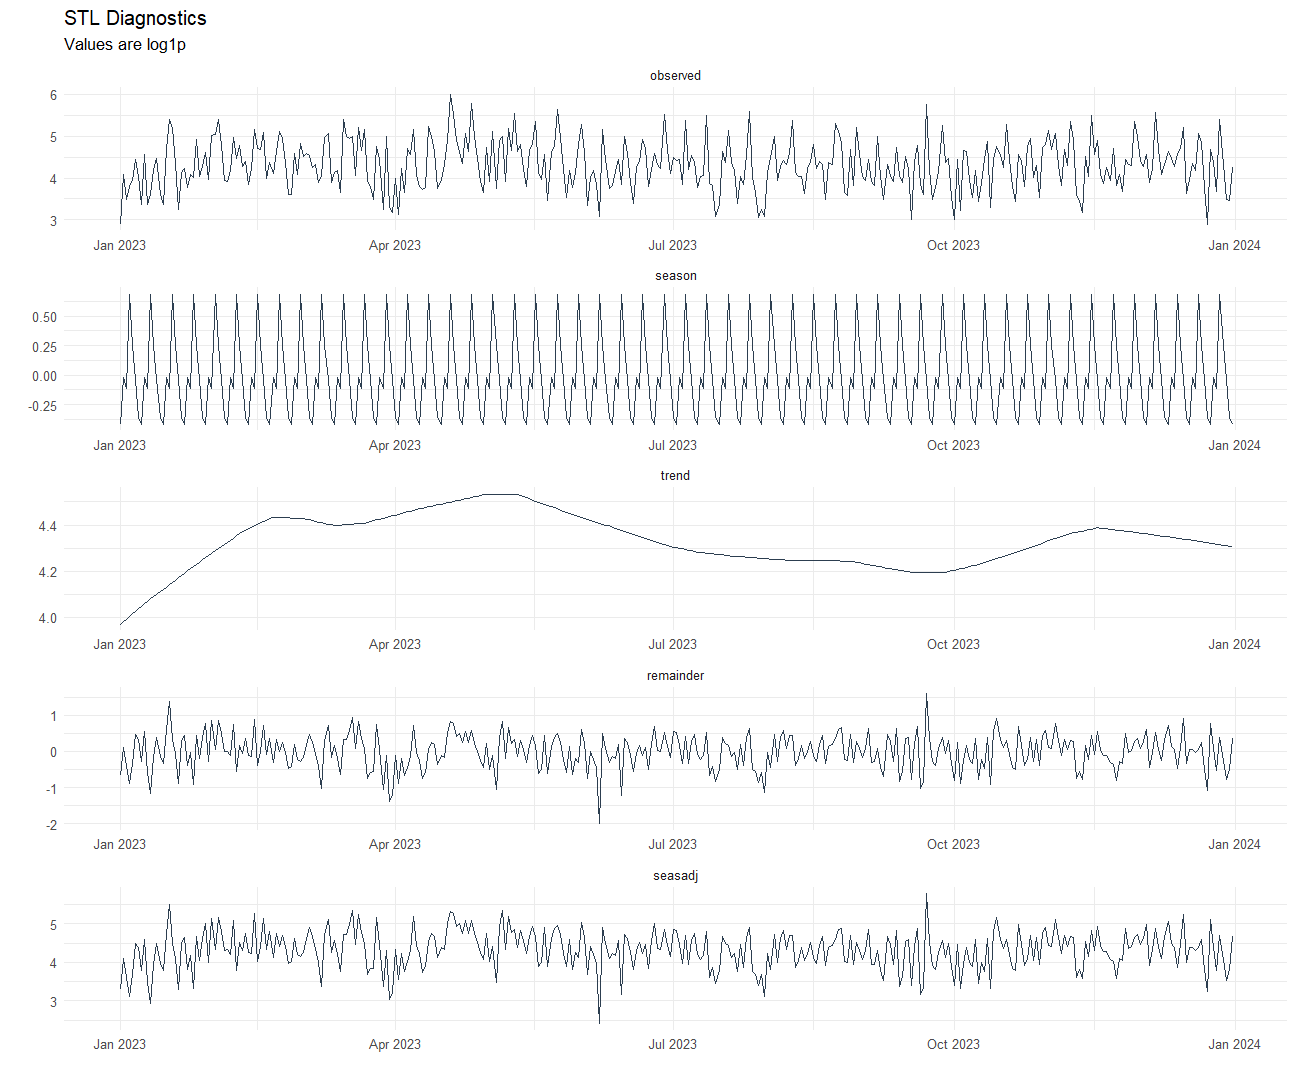 STL Diagnostics
Values are log1p
observed
6
5
4
3
Jan 2023 Apr 2023 Jul 2023 Oct 2023 Jan 2024
season
0.50
0.25
0.00
-0.25
Jan 2023 Apr 2023 Jul 2023 Oct 2023 Jan 2024
trend
4.4
4.2
4.0
Jan 2023 Apr 2023 Jul 2023 Oct 2023 Jan 2024
remainder
1
0
-1
-2
Jan 2023 Apr 2023 Jul 2023 Oct 2023 Jan 2024
seasadj
5
4
3
Jan 2023 Apr 2023 Jul 2023 Oct 2023 Jan 2024